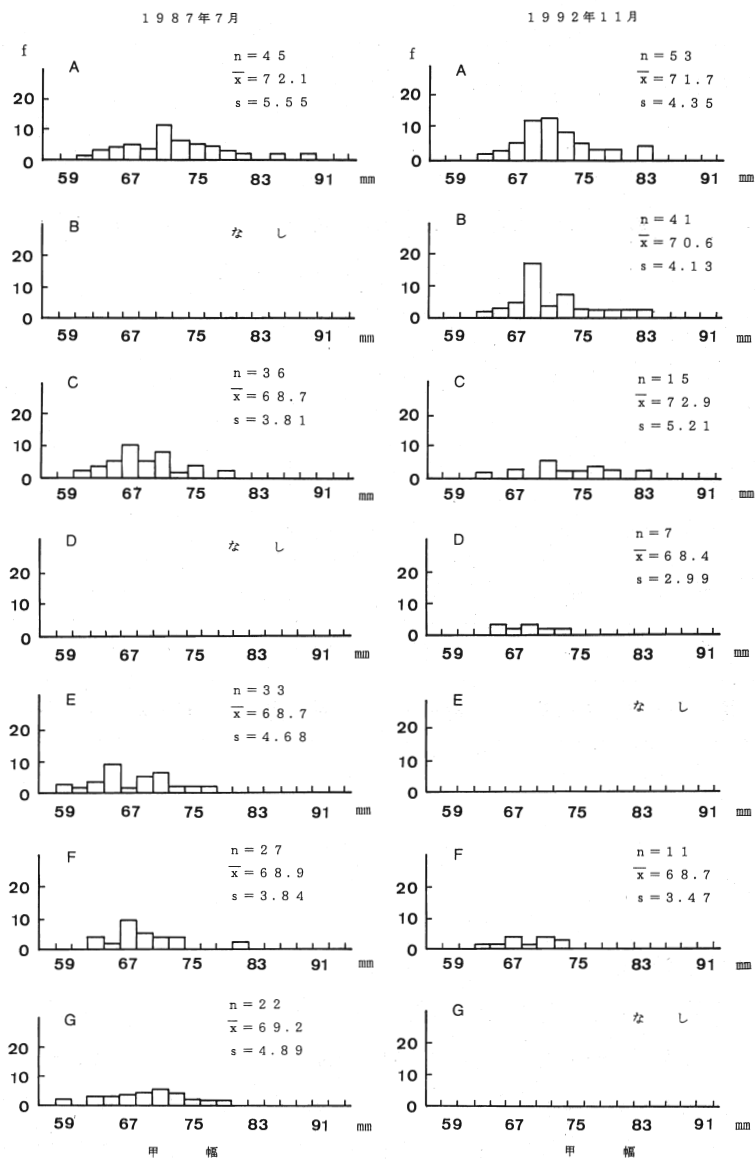 1987年7月
f
A
n=45
x̄=72.1
s=5.55
20
10
0
59 67 75 83 91 mm
B
なし
20
10
0
59 67 75 83 91 mm
C
n=36
x̄=68.7
s=3.81
20
10
0
59 67 75 83 91 mm
D
なし
20
10
0
59 67 75 83 91 mm
E
n=33
x̄=68.7
s=4.68
20
10
0
59 67 75 83 91 mm
F
n=27
x̄=68.9
s=3.84
20
10
0
59 67 75 83 91 mm
G
n=22
x̄=69.2
s=4.89
20
10
0
59 67 75 83 91 mm
甲幅
1992年11月
f
A
n=53
x̄=71.7
s=4.35
20
10
0
59 67 75 83 91 mm
B
n=41
x̄=70.6
s=4.13
20
10
0
59 67 75 83 91 mm
C
n=15
x̄=72.9
s=5.21
20
10
0
59 67 75 83 91 mm
D
n=7
x̄=68.4
s=2.99
20
10
0
59 67 75 83 91 mm
E
なし
20
10
0
59 67 75 83 91 mm
F
n=11
x̄=68.7
s=3.47
20
10
0
59 67 75 83 91 mm
G
なし
20
10
0
59 67 75 83 91 mm
甲幅